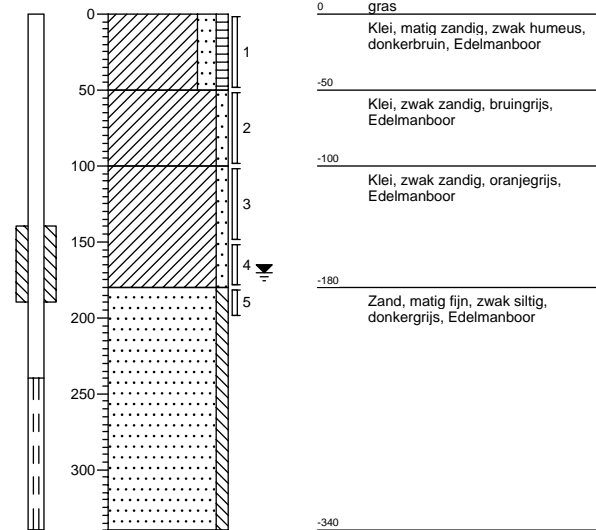 0
50
100
150
200
250
300
1
2
3
4
5
0
gras
Klei, matig zandig, zwak humeus,
donkerbruin, Edelmanboor
-50
Klei, zwak zandig, bruingrijs,
Edelmanboor
-100
Klei, zwak zandig, oranjegrijs,
Edelmanboor
-180
Zand, matig fijn, zwak siltig,
donkergrijs, Edelmanboor
-340